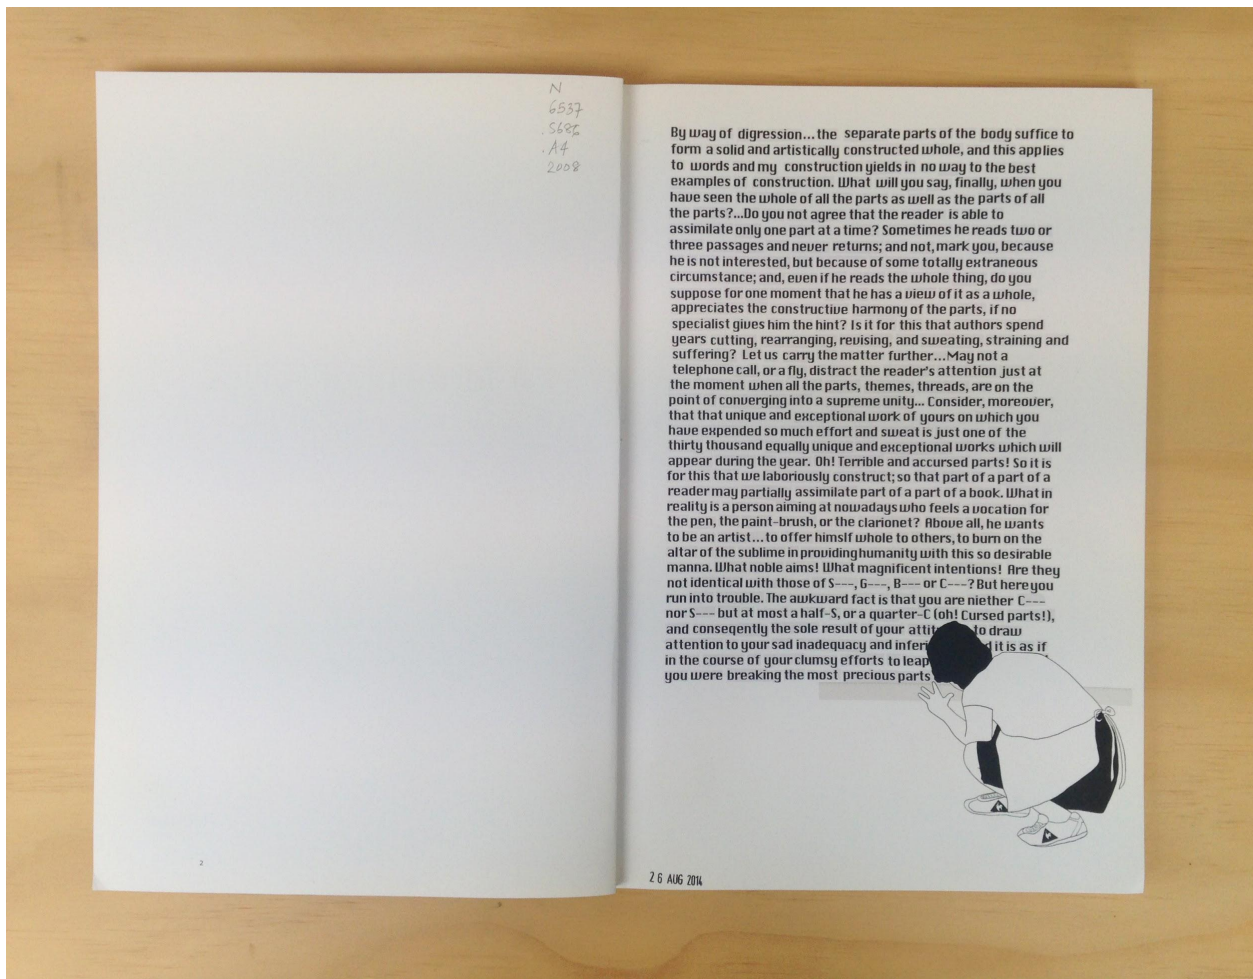 N
6537
.S686
.A4
2008
2
By way of digression...the separate parts of the body suffice to
form a solid and artistically constructed whole, and this applies
to words and my construction yields in no way to the best
examples of construction. What will you say, finally, when you
have seen the whole of all the parts as well as the parts of all
the parts?...Do you not agree that the reader is able to
assimilate only one part at a time? Sometimes he reads two or
three passages and never returns; and not, mark you, because
he is not interested, but because of some totally extraneous
circumstance; and, even if he reads the whole thing, do you
suppose for one moment that he has a view of it as a whole,
appreciates the constructive harmony of the parts, if no
specialist gives him the hint? Is it for this that authors spend
years cutting, rearranging, revising, and sweating, straining and
suffering? Let us carry the matter further...May not a
telephone call, or a fly, distract the reader's attention just at
the moment when all the parts, themes, threads, are on the
point of converging into a supreme unity... Consider, moreover,
that that unique and exceptional work of yours on which you
have expended so much effort and sweat is just one of the
thirty thousand equally unique and exceptional works which will
appear during the year. Oh! Terrible and accursed parts! So it is
for this that we laboriously construct; so that part of a part of a
reader may partially assimilate part of a part of a book. What in
reality is a person aiming at nowadays who feels a vocation for
the pen, the paint-brush, or the clarionet? Above all, he wants
to be an artist...to offer himslf whole to others, to burn on the
altar of the sublime in providing humanity with this so desirable
manna. What noble aims! What magnificent intentions! Are they
not identical with those of S---, G---, B--- or C---? But here you
run into trouble. The awkward fact is that you are niether C---
nor S--- but at most a half-S, or a quarter-C (oh! Cursed parts!),
and conseqently the sole result of your to draw
attention to your sad inadequacy and it is as if
in the course of your clumsy efforts to leap
you were breaking the most precious parts
26 AUG 2014